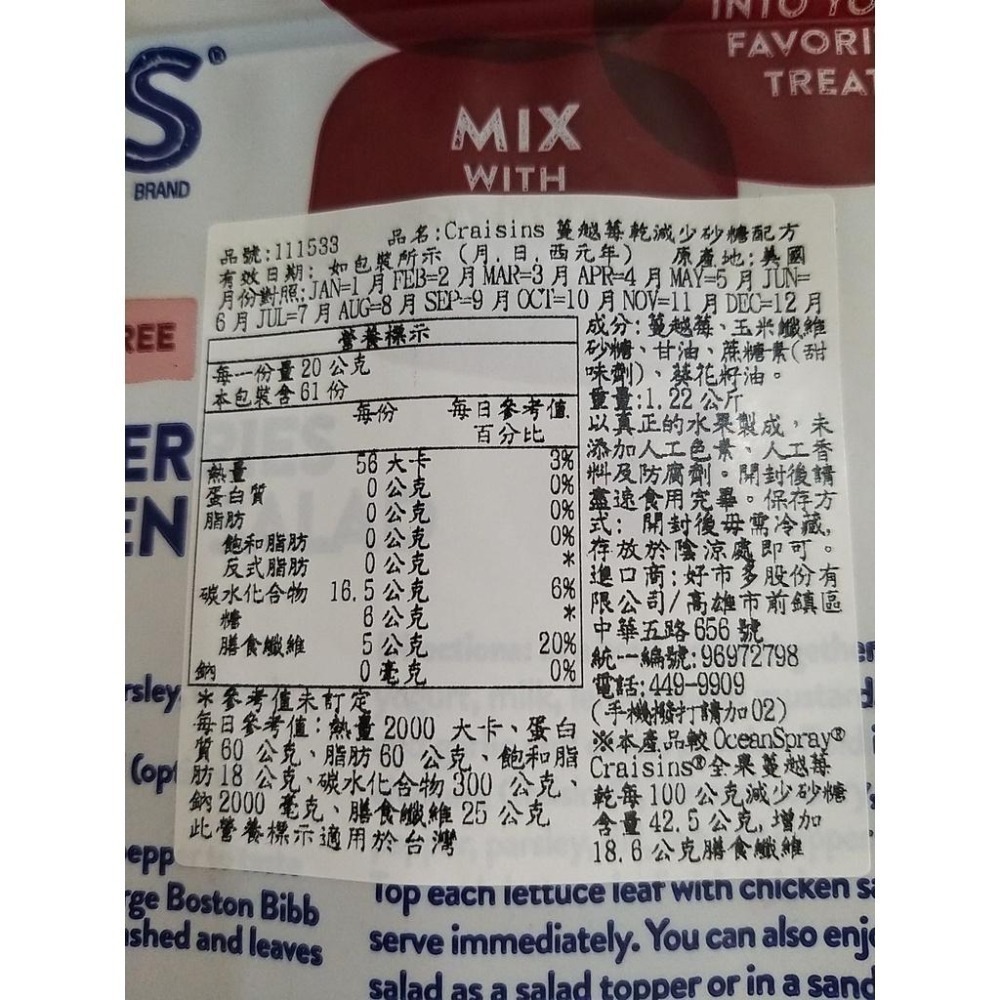 INTO YO
FAVORI
TREAT
S®
BRAND
MIX
WITH
REE
ER
EN
品號:111533 品名:Craisins 蔓越莓乾減少砂糖配方
有效日期: 如包裝所示 (月.日.西元年) 原產地:美國
月份對照:JAN=1 月 FEB=2 月 MAR=3 月 APR=4 月 MAY=5 月 JUN=
6 月 JUL=7 月 AUG=8 月 SEP=9 月 OCT=10 月 NOV=11 月 DEC=12 月
營養標示
每一份量 20 公克
本包裝含 61 份
每份 每日參考值
百分比
熱量 56 大卡 3%
蛋白質 0 公克 0%
脂肪 0 公克 0%
飽和脂肪 0 公克 0%
反式脂肪 0 公克 *
碳水化合物 16.5 公克 6%
糖 6 公克 *
膳食纖維 5 公克 20%
鈉 0 毫克 0%
*參考值未訂定
每日參考值:熱量 2000 大卡、蛋白
質 60 公克、脂肪 60 公克、飽和脂
肪 18 公克、碳水化合物 300 公克、
鈉 2000 毫克、膳食纖維 25 公克
此營養標示適用於台灣
成分:蔓越莓、玉米纖維
砂糖、甘油、蔗糖素(甜
味劑)、葵花籽油。
重量:1.22 公斤
以真正的水果製成,未
添加人工色素、人工香
料及防腐劑。開封後請
盡速食用完畢。保存方
式: 開封後毋需冷藏,
存放於陰涼處即可。
進口商:好市多股份有
限公司/高雄市前鎮區
中華五路 656 號
統一編號:96972798
電話:449-9909
(手機撥打請加 02)
※本產品較 OceanSpray®
Craisins®全果蔓越莓
乾每 100 公克減少砂糖
含量 42.5 公克,增加
18.6 公克膳食纖維
rsley
(opt
epp
rge Boston Bibb
shed and leaves
Top each lettuce leaf with chicken sa
serve immediately. You can also enj
salad as a salad topper or in a sand